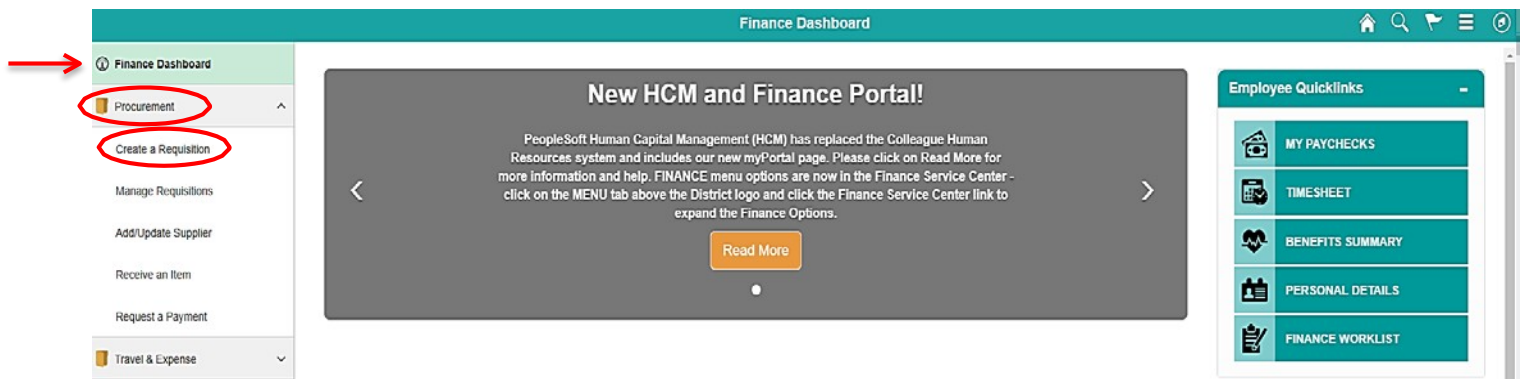 Finance Dashboard
Finance Dashboard
Procurement
Create a Requisition
Manage Requisitions
Add/Update Supplier
Receive an Item
Request a Payment
Travel & Expense
New HCM and Finance Portal!
PeopleSoft Human Capital Management (HCM) has replaced the Colleague Human
Resources system and includes our new myPortal page. Please click on Read More for
more information and help. FINANCE menu options are now in the Finance Service Center -
click on the MENU tab above the District logo and click the Finance Service Center link to
expand the Finance Options.
Read More
Employee Quicklinks
MY PAYCHECKS
TIMESHEET
BENEFITS SUMMARY
PERSONAL DETAILS
FINANCE WORKLIST